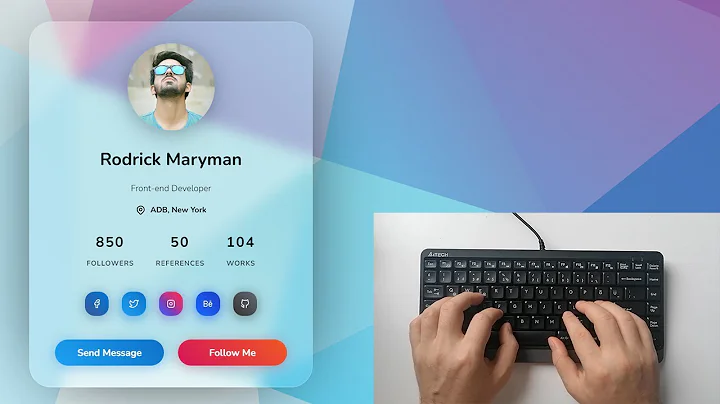 Rodrick Maryman
Front-end Developer
ADB, New York
850 50 104
FOLLOWERS REFERENCES WORKS
Bē
Send Message Follow Me
A4TECH